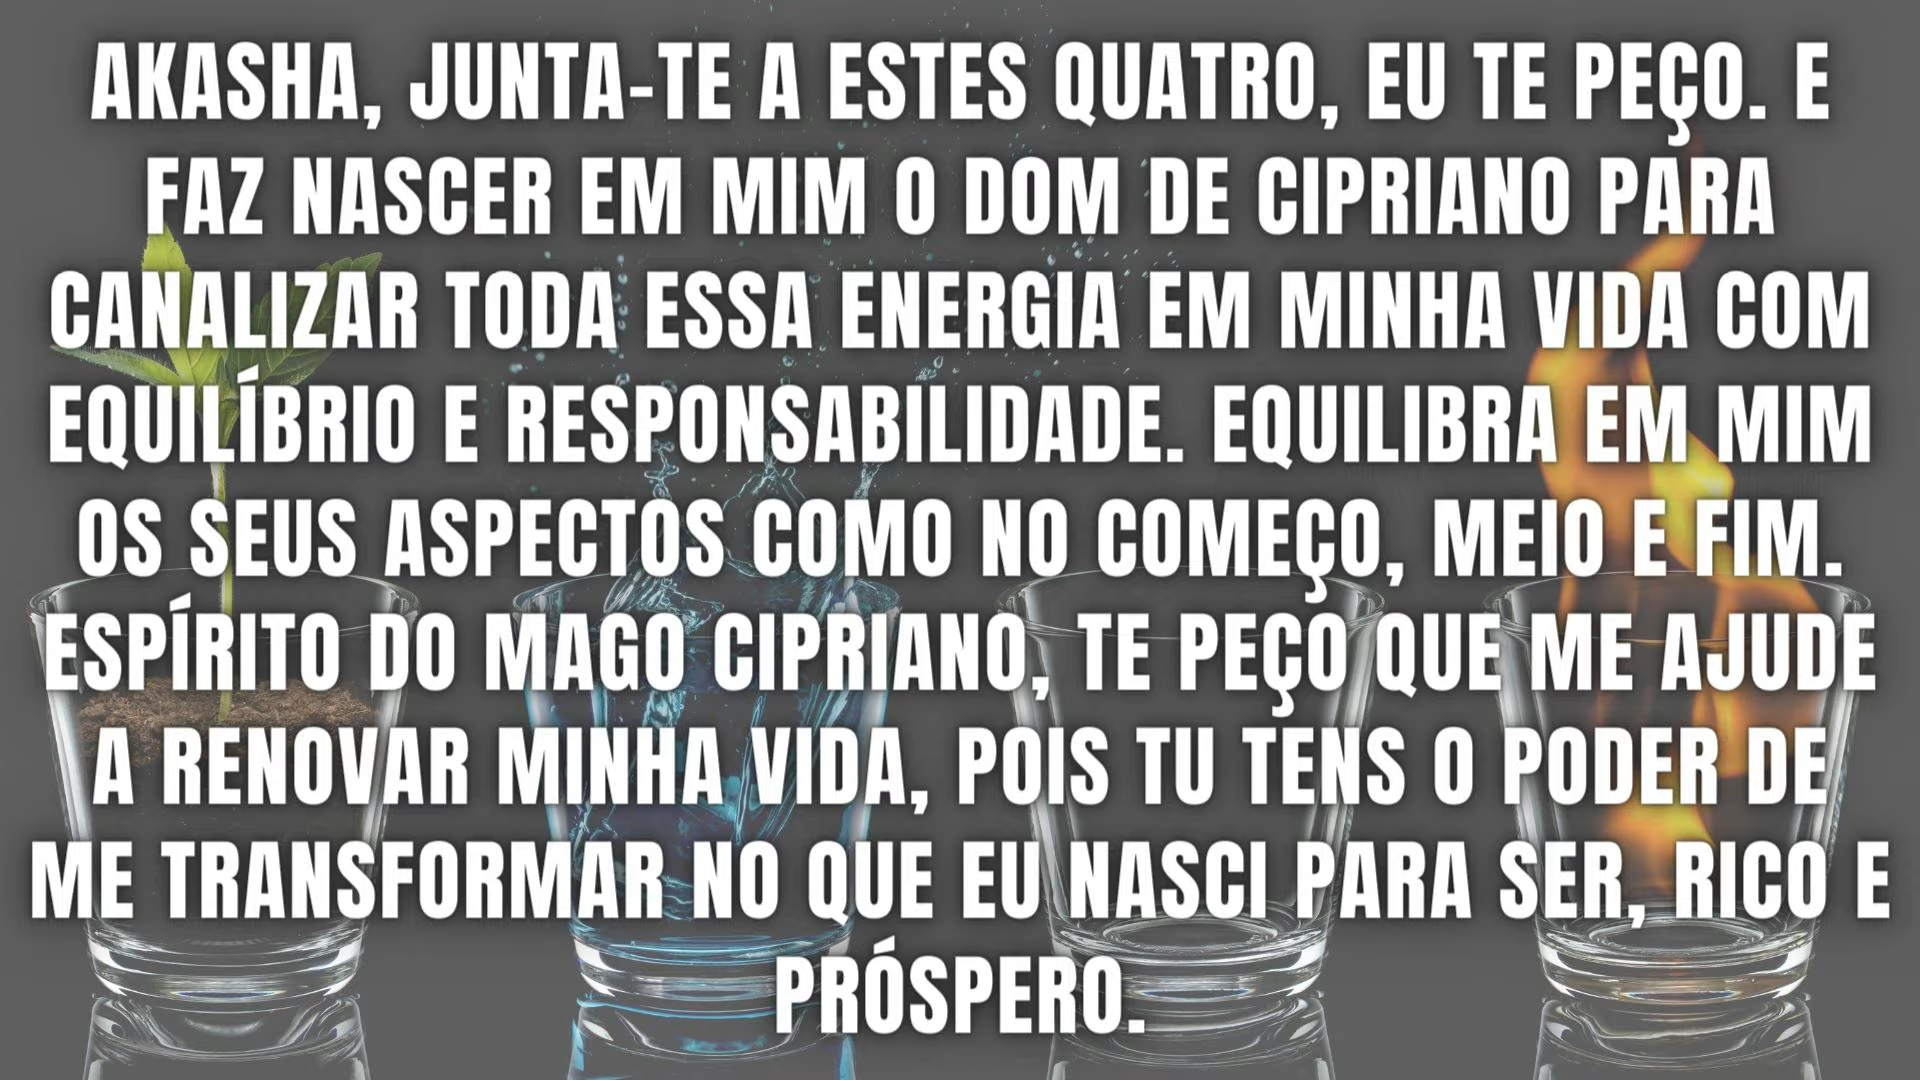 AKASHA, JUNTA-TE A ESTES QUATRO, EU TE PEÇO. E
FAZ NASCER EM MIM O DOM DE CIPRIANO PARA
CANALIZAR TODA ESSA ENERGIA EM MINHA VIDA COM
EQUILÍBRIO E RESPONSABILIDADE. EQUILIBRA EM MIM
OS SEUS ASPECTOS COMO NO COMEÇO, MEIO E FIM.
ESPÍRITO DO MAGO CIPRIANO, TE PEÇO QUE ME AJUDE
A RENOVAR MINHA VIDA, POIS TU TENS O PODER DE
ME TRANSFORMAR NO QUE EU NASCI PARA SER, RICO E
PRÓSPERO.